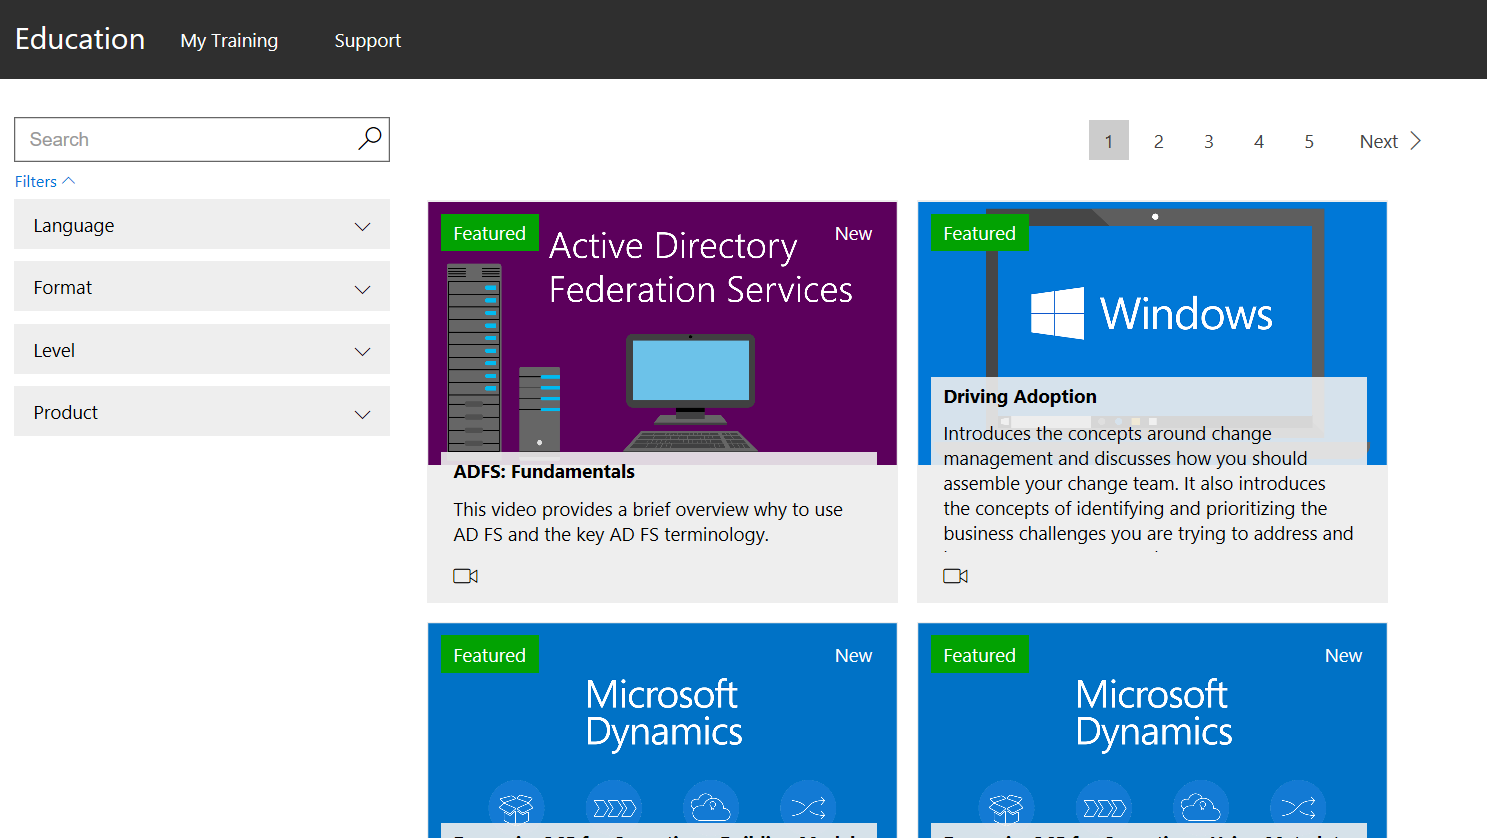 Education
My Training
Support
Search
Filters
Language
Format
Level
Product
1 2 3 4 5 Next
Featured
New
Active Directory
Federation Services
ADFS: Fundamentals
This video provides a brief overview why to use
AD FS and the key AD FS terminology.
Featured
Windows
Driving Adoption
Introduces the concepts around change
management and discusses how you should
assemble your change team. It also introduces
the concepts of identifying and prioritizing the
business challenges you are trying to address and
Featured
New
Microsoft
Dynamics
Featured
New
Microsoft
Dynamics